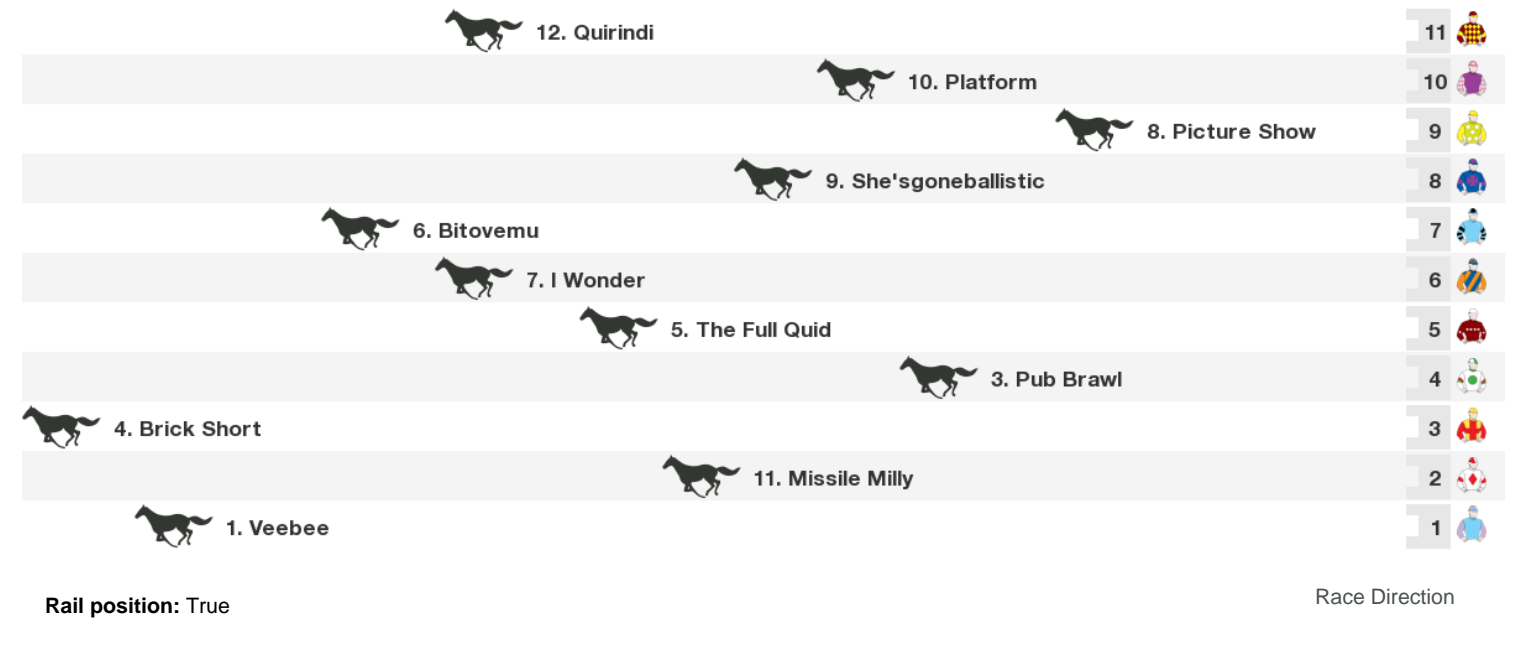 12. Quirindi 11
10. Platform 10
8. Picture Show 9
9. She'sgoneballistic 8
6. Bitovemu 7
7. I Wonder 6
5. The Full Quid 5
3. Pub Brawl 4
4. Brick Short 3
11. Missile Milly 2
1. Veebee 1
Rail position: True
Race Direction